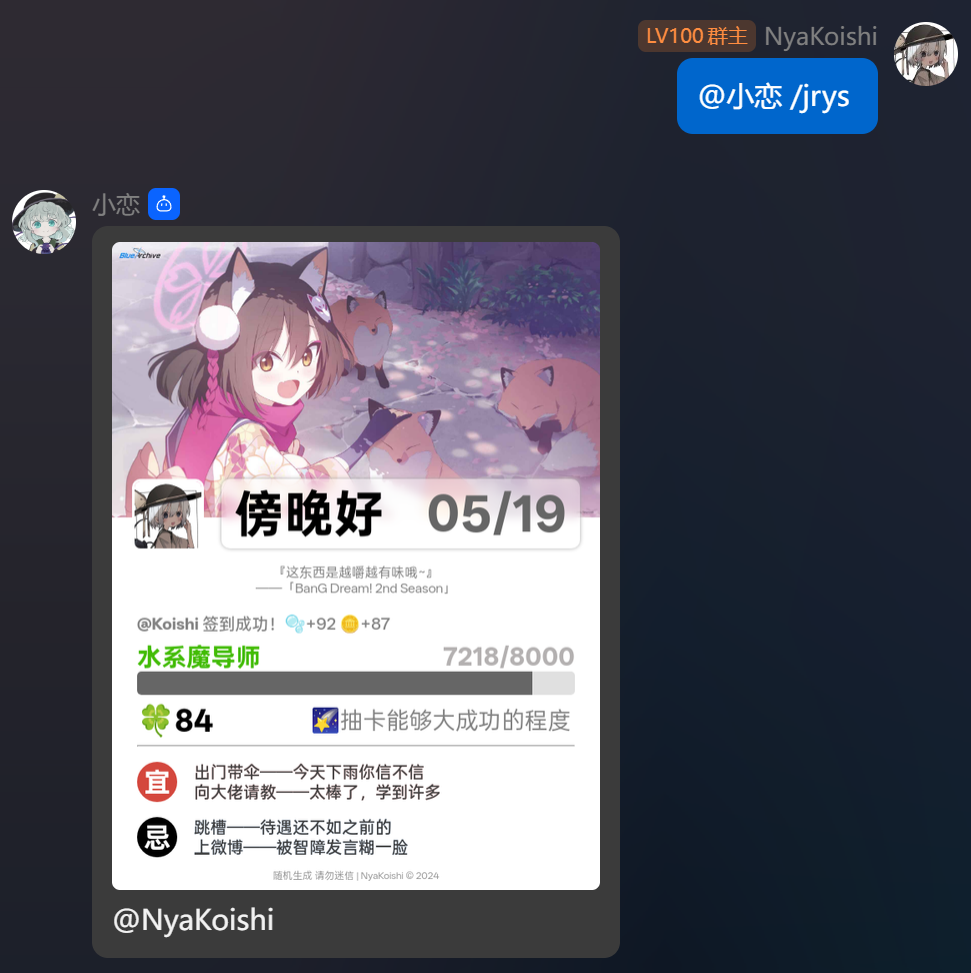 LV100 群主 NyaKoishi
@小恋 /jrys
小恋
Blue Archive
傍晚好 05/19
『这东西是越嚼越有味哦~』
——「BanG Dream! 2nd Season」
@Koishi 签到成功！ +92 +87
水系魔导师 7218/8000
84 抽卡能够大成功的程度
宜
出门带伞——今天下雨你信不信
向大佬请教——太棒了，学到许多
忌
跳槽——待遇还不如之前的
上微博——被智障发言糊一脸
随机生成 请勿迷信 | NyaKoishi © 2024
@NyaKoishi